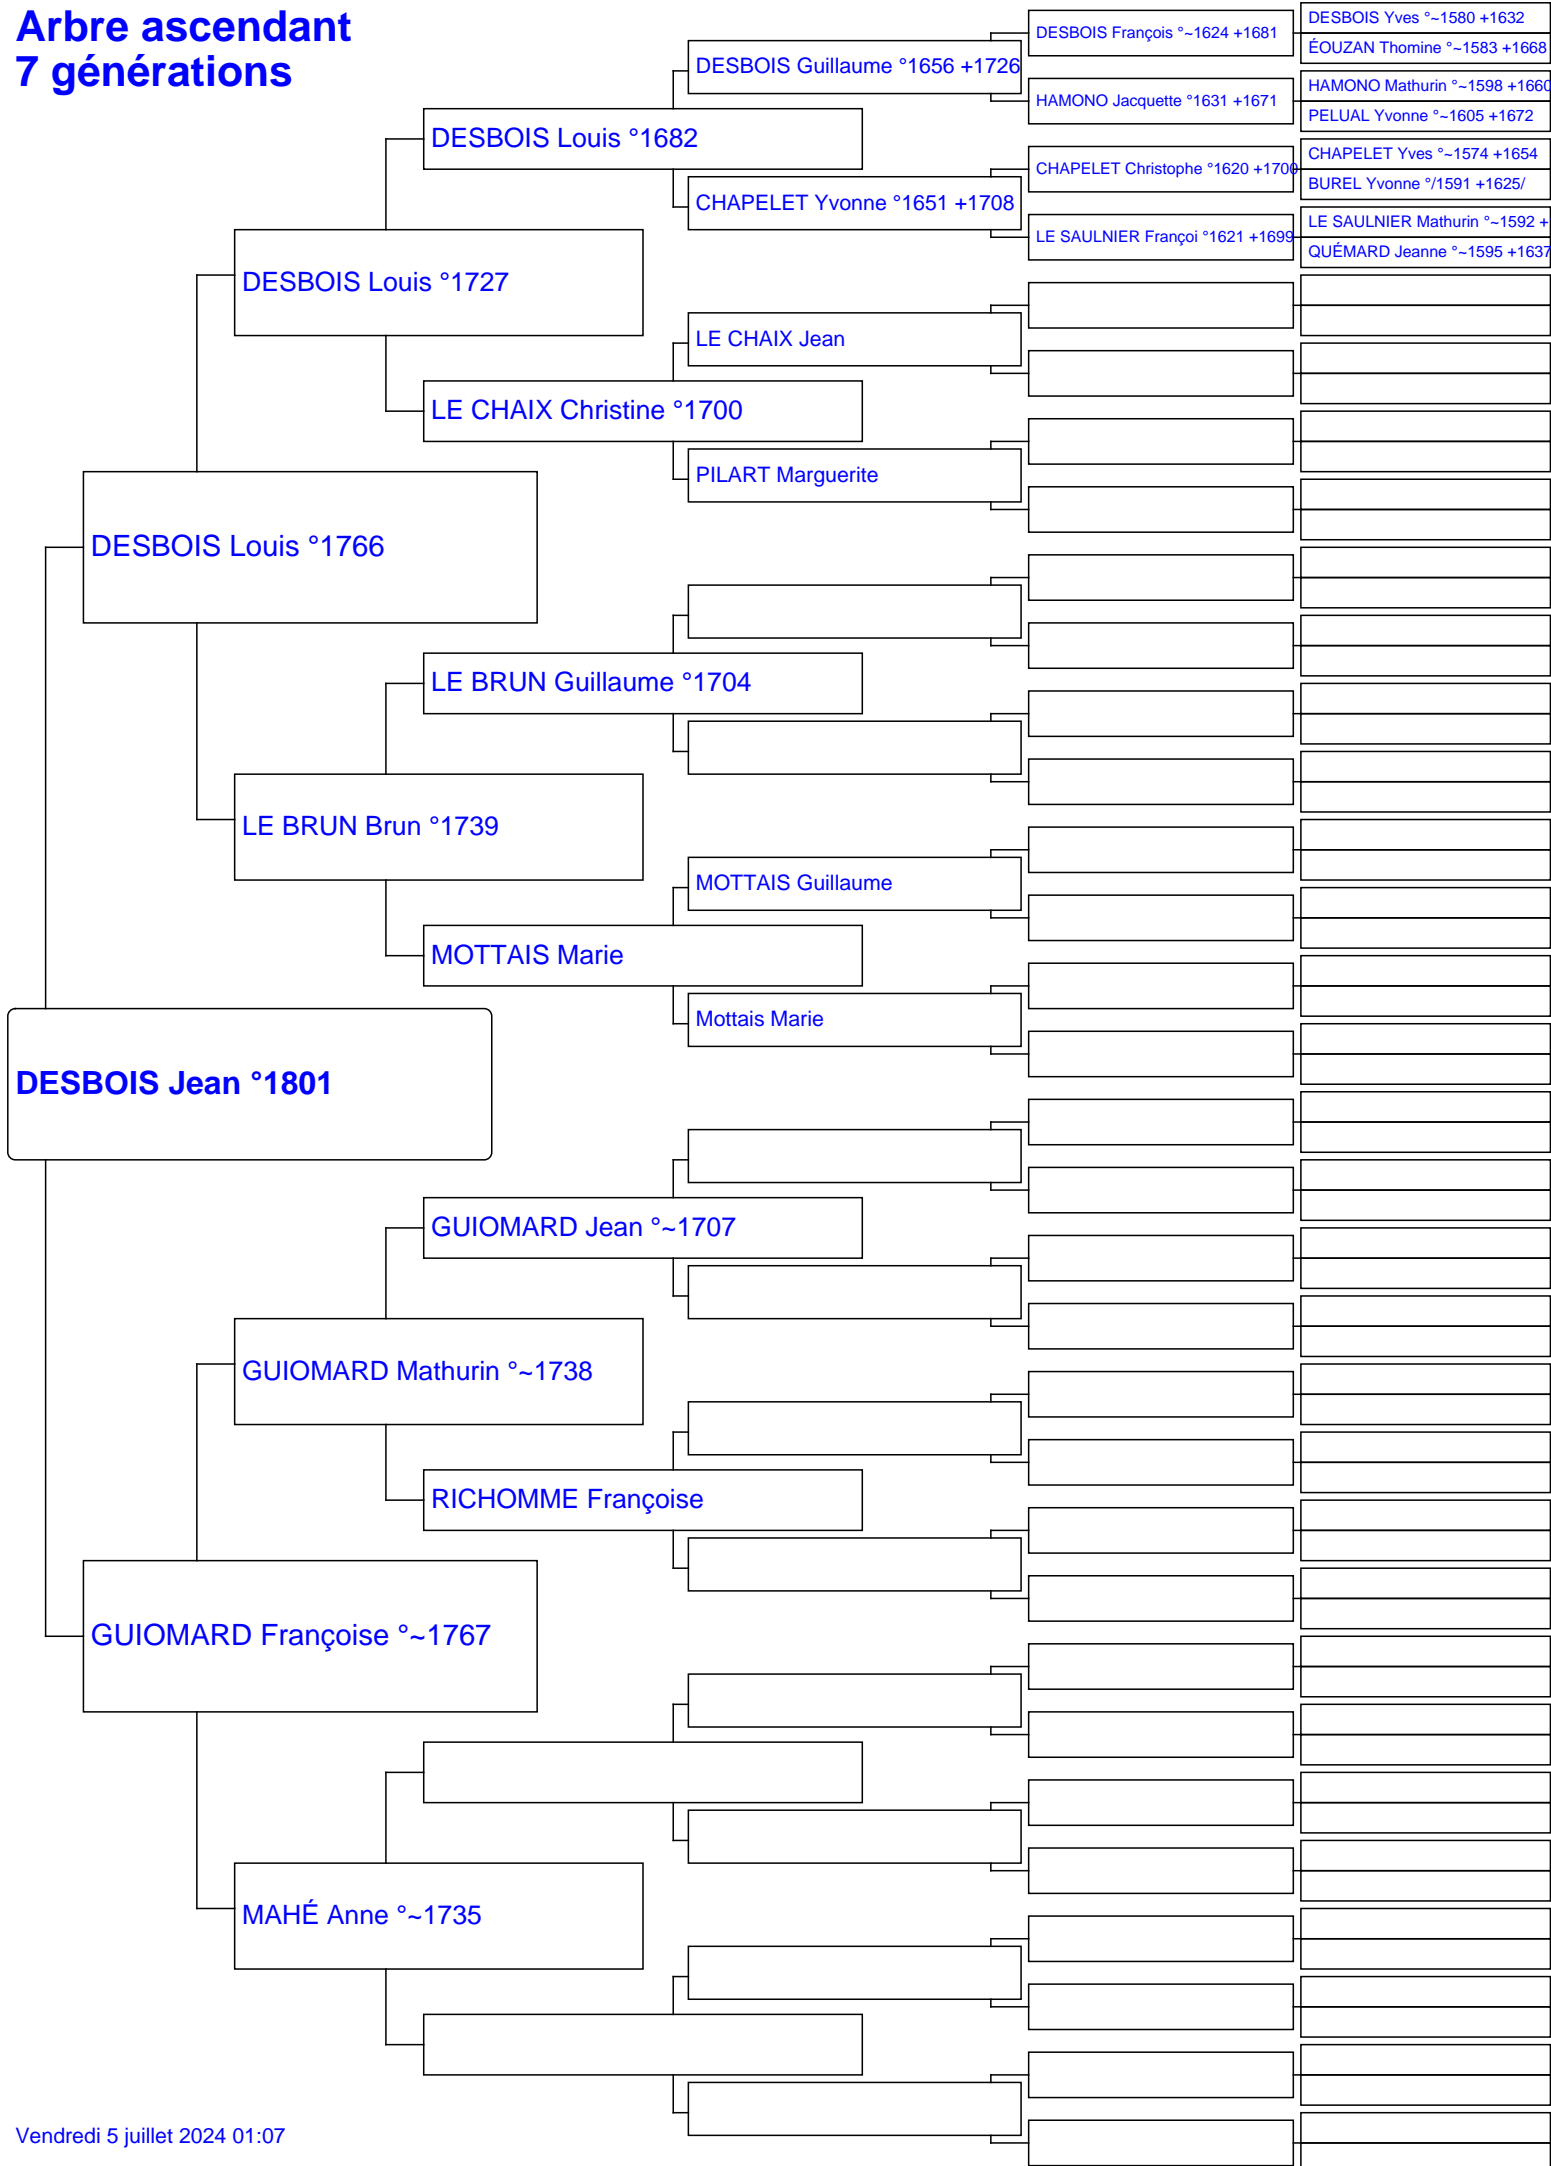 Arbre ascendant
7 générations
DESBOIS Jean °1801
DESBOIS Louis °1766
GUIOMARD Françoise °~1767
DESBOIS Louis °1727
LE BRUN Brun °1739
GUIOMARD Mathurin °~1738
MAHÉ Anne °~1735
DESBOIS Louis °1682
LE CHAIX Christine °1700
LE BRUN Guillaume °1704
MOTTAIS Marie
GUIOMARD Jean °~1707
RICHOMME Françoise
DESBOIS Guillaume °1656 +1726
CHAPELET Yvonne °1651 +1708
LE CHAIX Jean
PILART Marguerite
MOTTAIS Guillaume
Mottais Marie
DESBOIS François °~1624 +1681
HAMONO Jacquette °1631 +1671
CHAPELET Christophe °1620 +1700
LE SAULNIER Françoi °1621 +1699
DESBOIS Yves °~1580 +1632
ÉOUZAN Thomine °~1583 +1668
HAMONO Mathurin °~1598 +1660
PELUAL Yvonne °~1605 +1672
CHAPELET Yves °~1574 +1654
BUREL Yvonne °/1591 +1625/
LE SAULNIER Mathurin °~1592 +
QUÉMARD Jeanne °~1595 +1637
Vendredi 5 juillet 2024 01:07